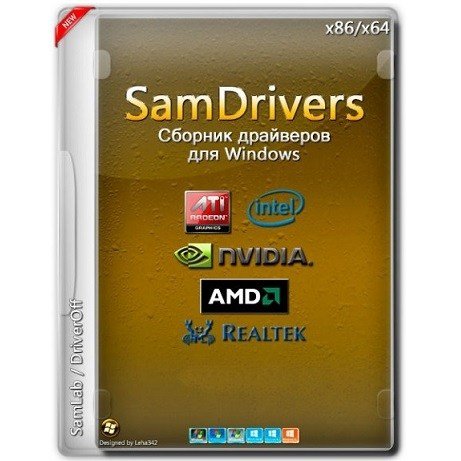 NEW
x86/x64
SamDrivers
Сборник драйверов
для Windows
ATI
RADEON
GRAPHICS
intel
NVIDIA.
AMD
REALTEK
SamLab / DriverOff
Designed by Leha342